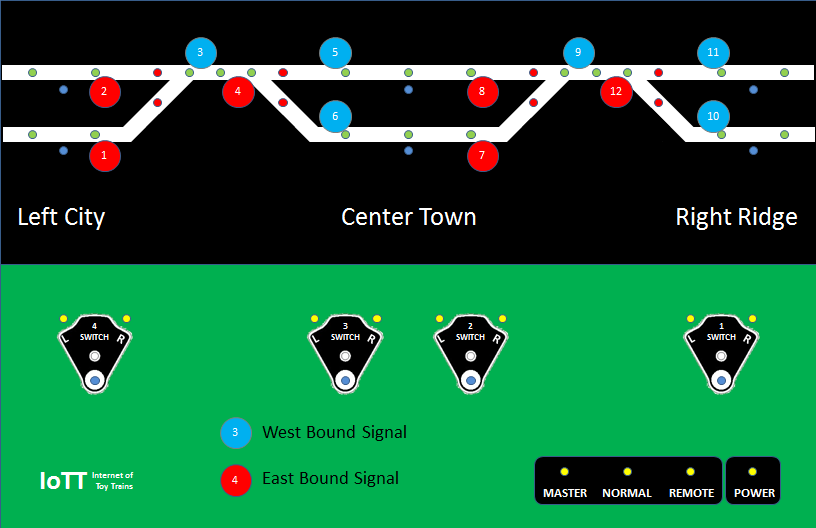 3
5
9
11
2
4
8
12
6
10
1
7
Left City
Center Town
Right Ridge
4
SWITCH
L R
3
SWITCH
L R
2
SWITCH
L R
1
SWITCH
L R
3 West Bound Signal
4 East Bound Signal
IoTT Internet of
Toy Trains
MASTER NORMAL REMOTE POWER